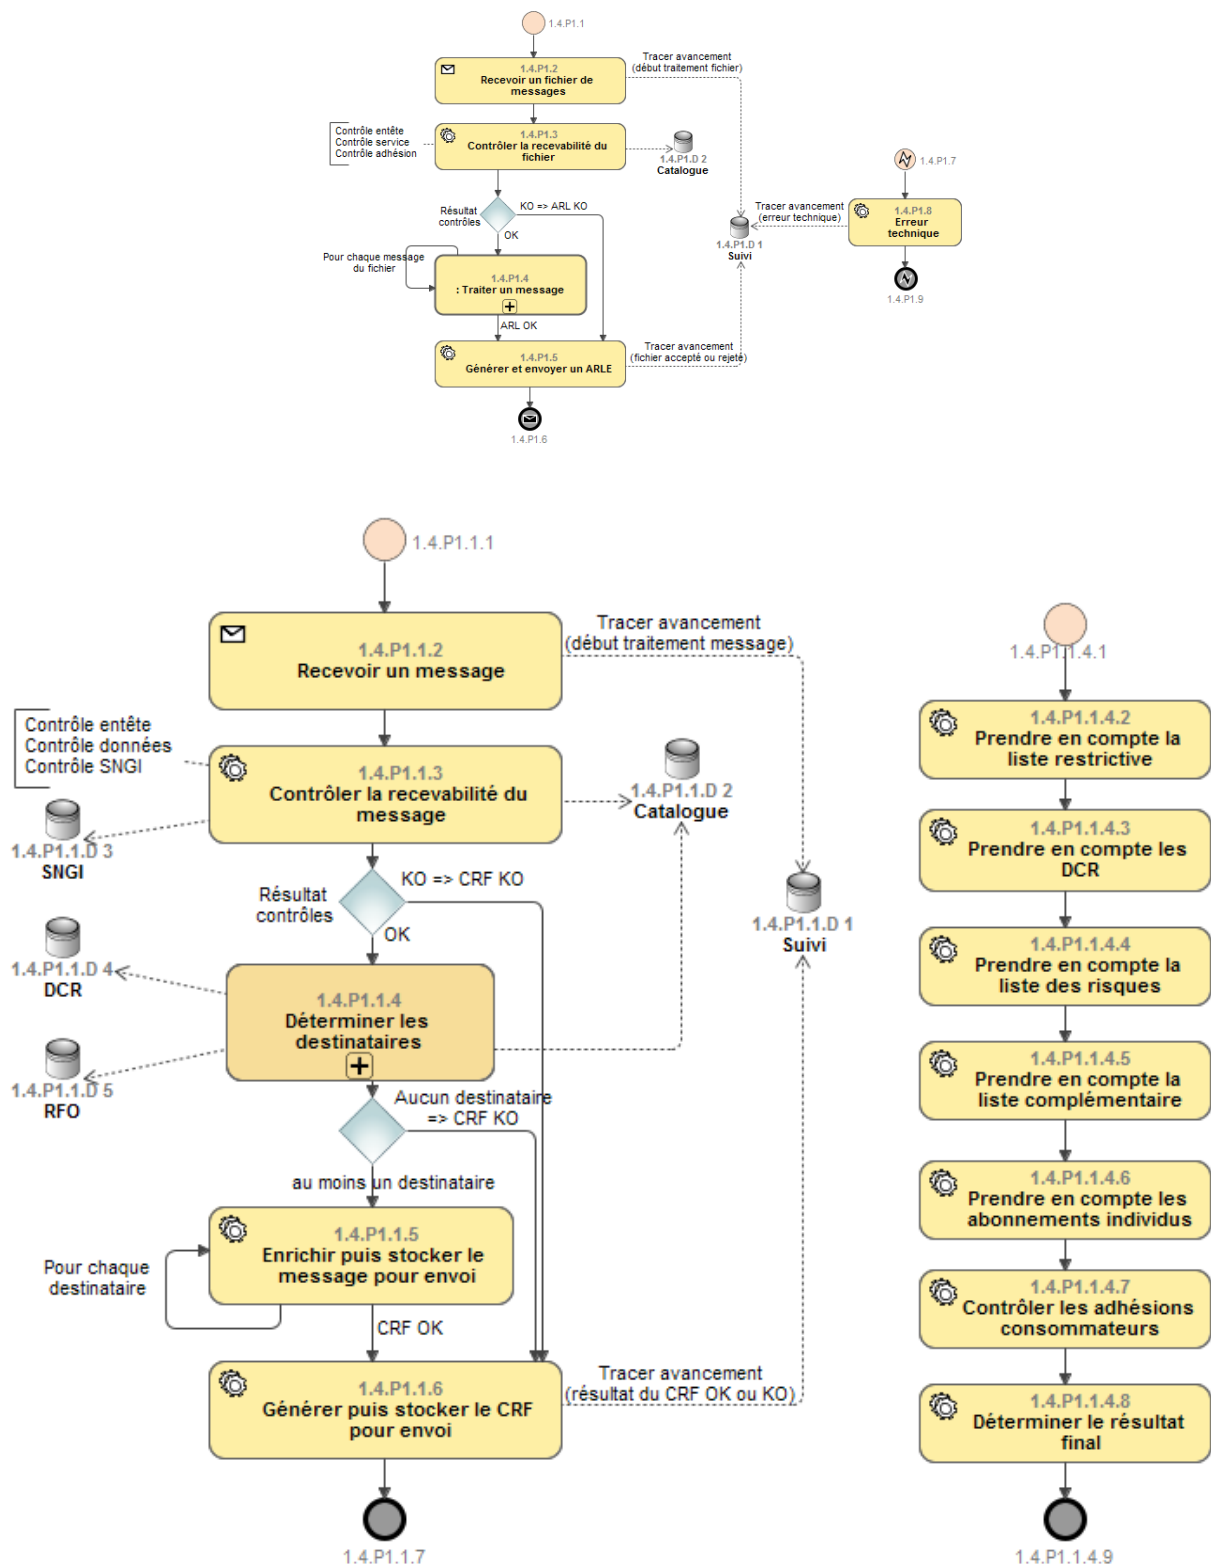 1.4.P1.1
1.4.P1.2
Recevoir un fichier de
messages
Tracer avancement
(début traitement fichier)
Contrôle entête
Contrôle service
Contrôle adhésion
1.4.P1.3
Contrôler la recevabilité du
fichier
1.4.P1.D 2
Catalogue
1.4.P1.7
Résultat
contrôles
KO => ARL KO
OK
Tracer avancement
(erreur technique)
1.4.P1.8
Erreur
technique
1.4.P1.D 1
Suivi
Pour chaque message
du fichier
1.4.P1.4
: Traiter un message
1.4.P1.9
ARL OK
1.4.P1.5
Générer et envoyer un ARLE
Tracer avancement
(fichier accepté ou rejeté)
1.4.P1.6
1.4.P1.1.1
1.4.P1.1.2
Recevoir un message
Tracer avancement
(début traitement message)
Contrôle entête
Contrôle données
Contrôle SNGI
1.4.P1.1.3
Contrôler la recevabilité du
message
1.4.P1.1.D 2
Catalogue
1.4.P1.1.D 3
SNGI
Résultat
contrôles
KO => CRF KO
OK
1.4.P1.1.D 1
Suivi
1.4.P1.1.D 4
DCR
1.4.P1.1.4
Déterminer les
destinataires
1.4.P1.1.D 5
RFO
Aucun destinataire
=> CRF KO
au moins un destinataire
1.4.P1.1.5
Enrichir puis stocker le
message pour envoi
Pour chaque
destinataire
CRF OK
1.4.P1.1.6
Générer puis stocker le CRF
pour envoi
Tracer avancement
(résultat du CRF OK ou KO)
1.4.P1.1.7
1.4.P1.1.4.1
1.4.P1.1.4.2
Prendre en compte la
liste restrictive
1.4.P1.1.4.3
Prendre en compte les
DCR
1.4.P1.1.4.4
Prendre en compte la
liste des risques
1.4.P1.1.4.5
Prendre en compte la
liste complémentaire
1.4.P1.1.4.6
Prendre en compte les
abonnements individus
1.4.P1.1.4.7
Contrôler les adhésions
consommateurs
1.4.P1.1.4.8
Déterminer le résultat
final
1.4.P1.1.4.9